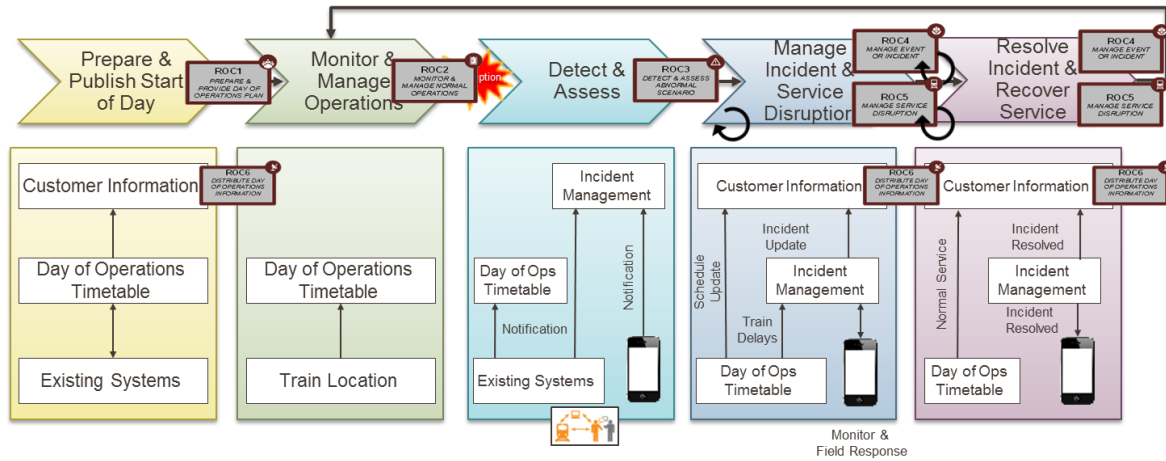 Prepare &
Publish Start
of Day
ROC1
PREPARE &
PROVIDE DAY OF
OPERATIONS PLAN
Monitor &
Manage
Operations
ROC2
MONITOR &
MANAGE NORMAL
OPERATIONS
ption
Detect &
Assess
ROC3
DETECT & ASSESS
ABNORMAL
SCENARIO
Manage
Incident &
Service
Disruption
ROC4
MANAGE EVENT
OR INCIDENT
ROC5
MANAGE SERVICE
DISRUPTION
Resolve
Incident &
Recover
Service
ROC4
MANAGE EVENT
OR INCIDENT
ROC5
MANAGE SERVICE
DISRUPTION
Customer Information
ROC6
DISTRIBUTE DAY
OF OPERATIONS
INFORMATION
Day of Operations
Timetable
Existing Systems
Day of Operations
Timetable
Train Location
Incident
Management
Day of Ops
Timetable
Notification
Notification
Existing Systems
Customer Information
ROC6
DISTRIBUTE DAY
OF OPERATIONS
INFORMATION
Schedule
Update
Incident
Update
Incident
Management
Train
Delays
Day of Ops
Timetable
Monitor &
Field Response
Customer Information
ROC6
DISTRIBUTE DAY
OF OPERATIONS
INFORMATION
Normal Service
Incident
Resolved
Incident
Management
Incident
Resolved
Day of Ops
Timetable